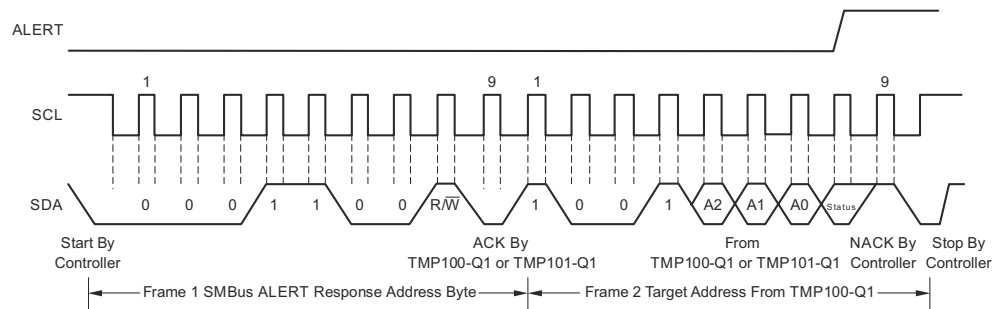 ALERT
1 9 1 9
SCL
SDA 0 0 0 1 1 0 0 R/W̅ 1 0 0 1 A2 A1 A0 Status
Start By ACK By From NACK By Stop By
Controller TMP100-Q1 or TMP101-Q1 TMP100-Q1 or TMP101-Q1 Controller Controller
Frame 1 SMBus ALERT Response Address Byte Frame 2 Target Address From TMP100-Q1